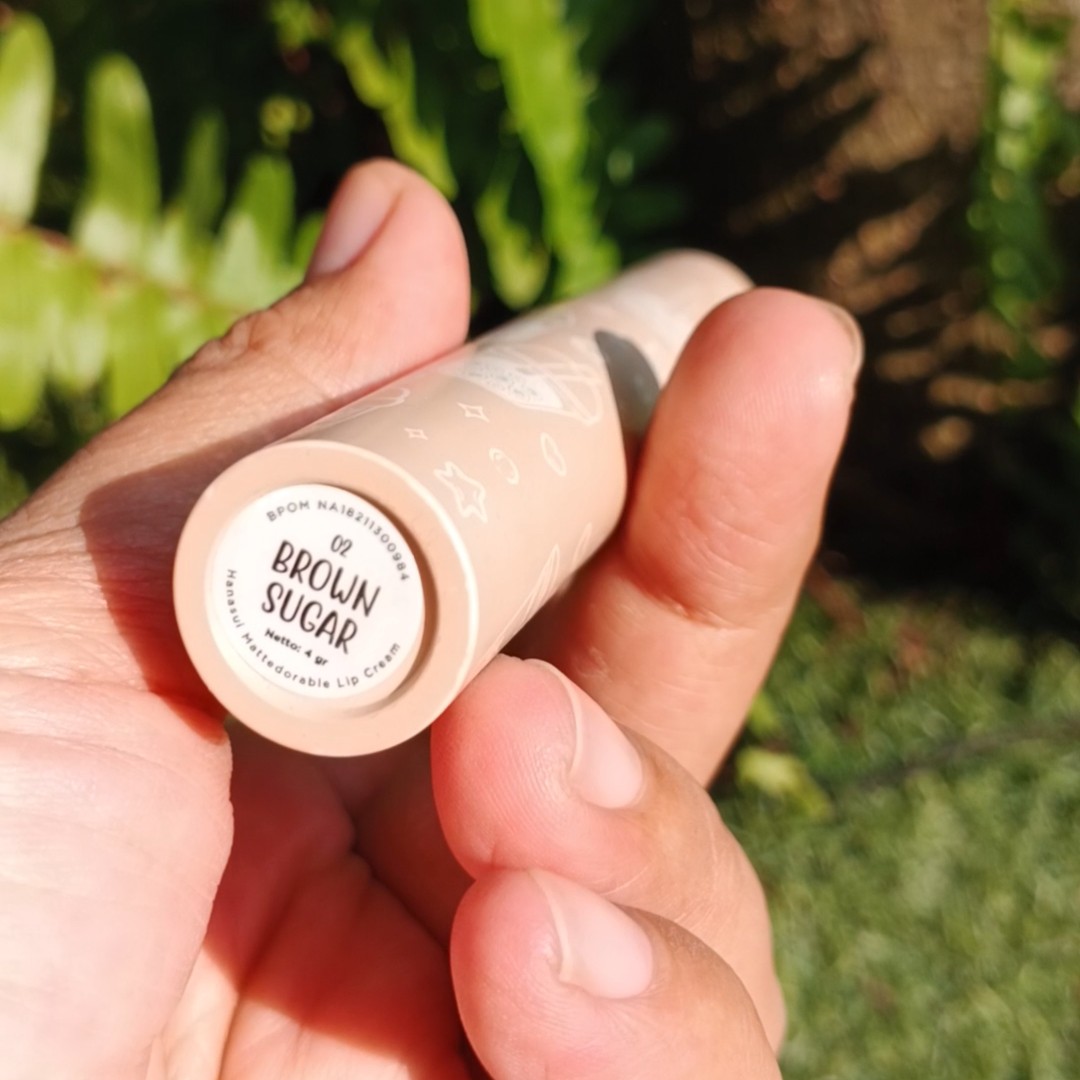 BPOM NA18211300984
02
BROWN
SUGAR
Netto: 4 gr
Hanasui Mattedorable Lip Cream